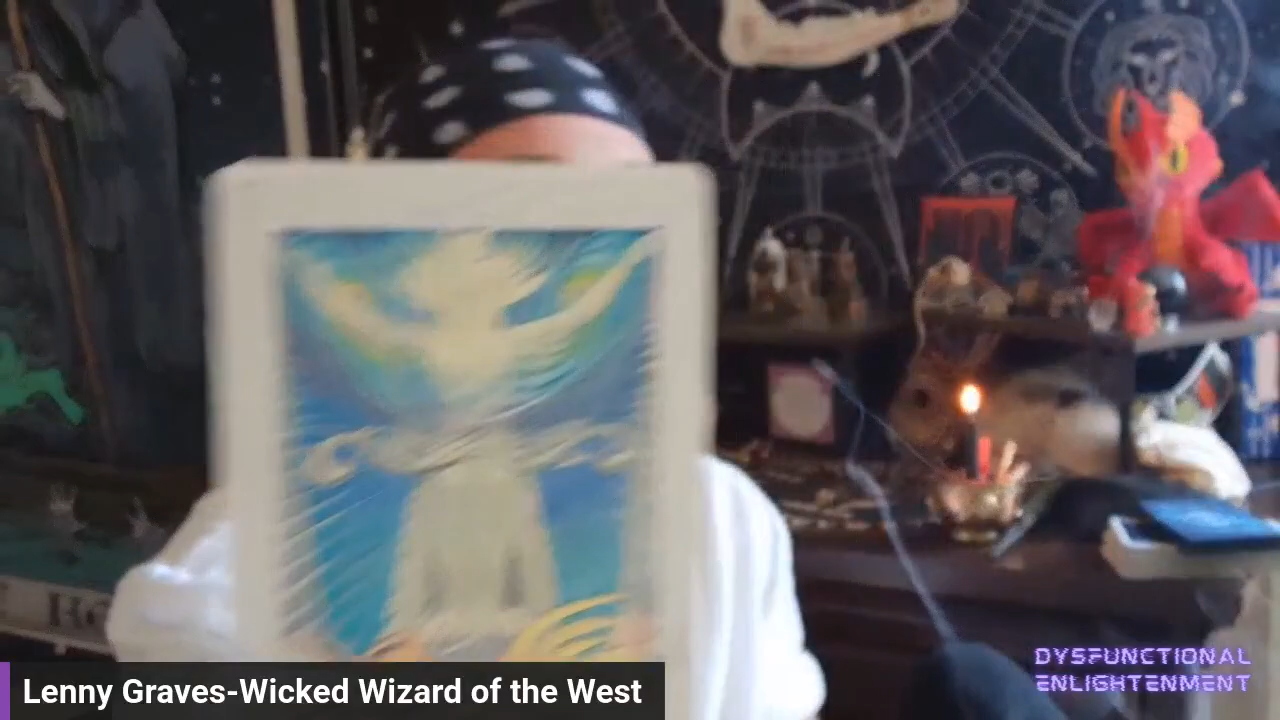 Lenny Graves-Wicked Wizard of the West
DYSFUNCTIONAL
ENLIGHTENMENT